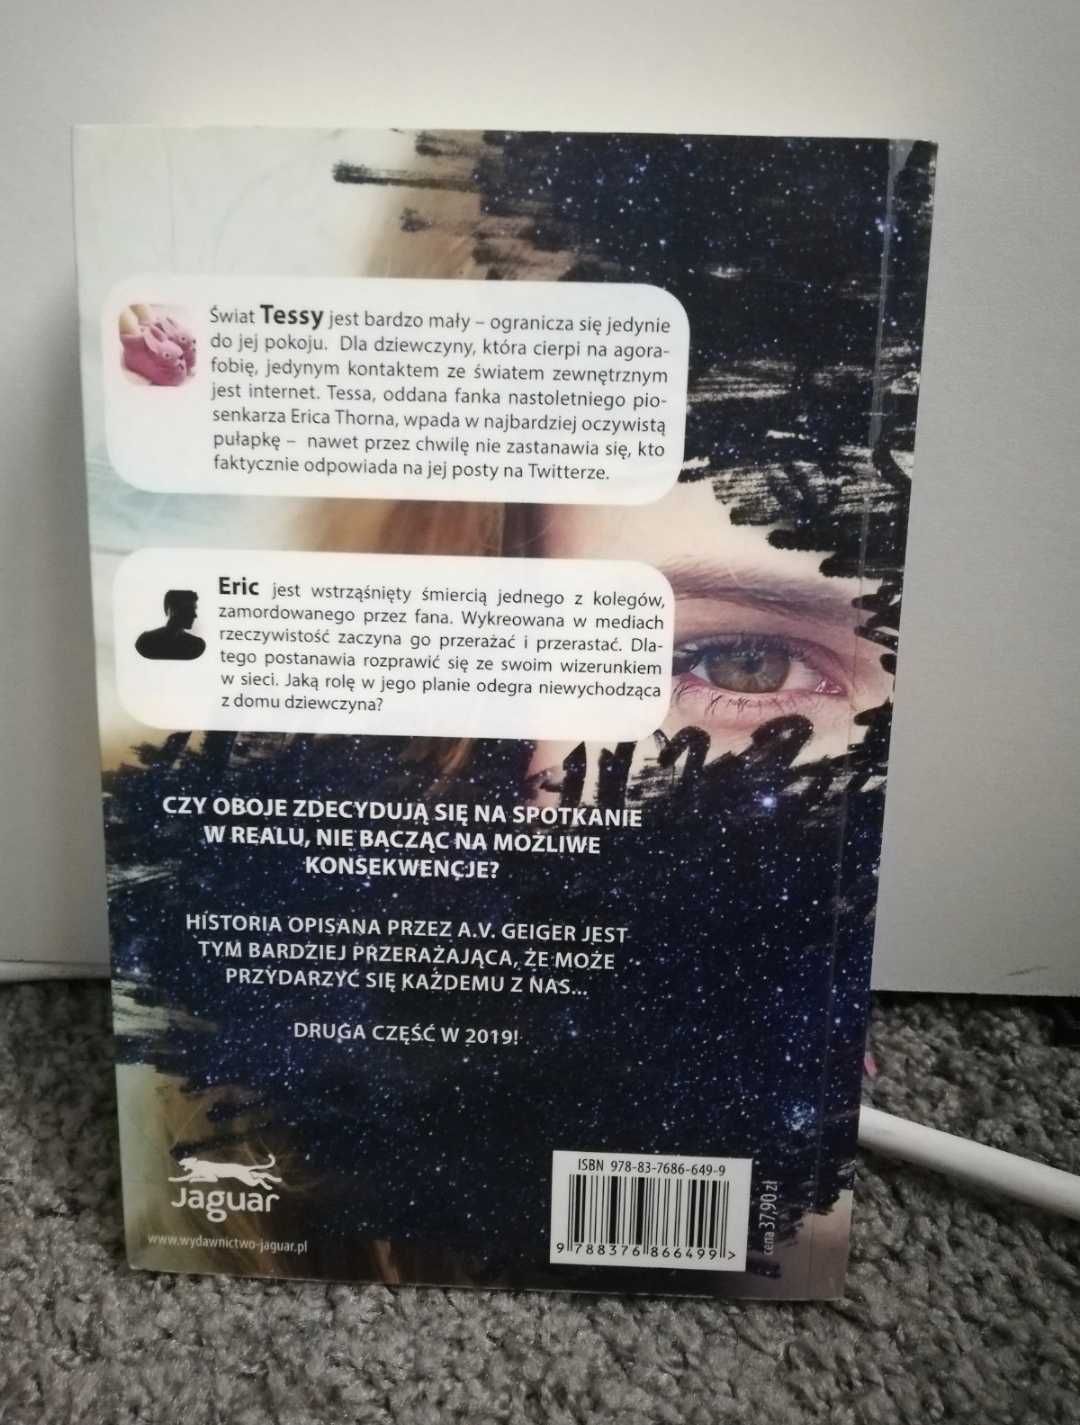 Świat Tessy jest bardzo mały – ogranicza się jedynie
do jej pokoju. Dla dziewczyny, która cierpi na agora-
fobię, jedynym kontaktem ze światem zewnętrznym
jest internet. Tessa, oddana fanka nastoletniego pio-
senkarza Erica Thorna, wpada w najbardziej oczywistą
pułapkę – nawet przez chwilę nie zastanawia się, kto
faktycznie odpowiada na jej posty na Twitterze.
Eric jest wstrząśnięty śmiercią jednego z kolegów,
zamordowanego przez fana. Wykreowana w mediach
rzeczywistość zaczyna go przerażać i przerastać. Dla-
tego postanawia rozprawić się ze swoim wizerunkiem
w sieci. Jaką rolę w jego planie odegra niewychodząca
z domu dziewczyna?
CZY OBOJE ZDECYDUJĄ SIĘ NA SPOTKANIE
W REALU, NIE BACZĄC NA MOŻLIWE
KONSEKWENCJE?
HISTORIA OPISANA PRZEZ A.V. GEIGER JEST
TYM BARDZIEJ PRZERAŻAJĄCA, ŻE MOŻE
PRZYDARZYĆ SIĘ KAŻDEMU Z NAS...
DRUGA CZĘŚĆ W 2019!
Jaguar
www.wydawnictwo-jaguar.pl
ISBN 978-83-7686-649-9
9 788376 866499 >
cena 37,90 zł